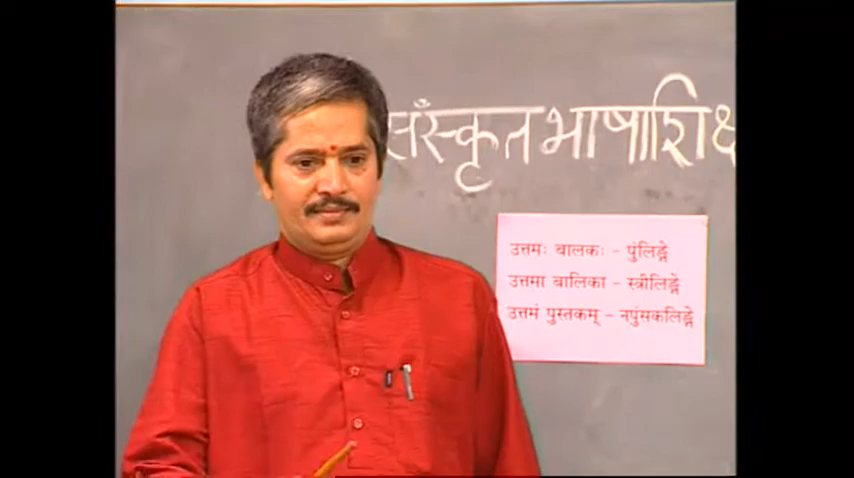 सँस्कृतभाषाशिक्ष
उत्तमः बालकः - पुंलिङ्गे
उत्तमा बालिका - स्त्रीलिङ्गे
उत्तमं पुस्तकम् - नपुंसकलिङ्गे